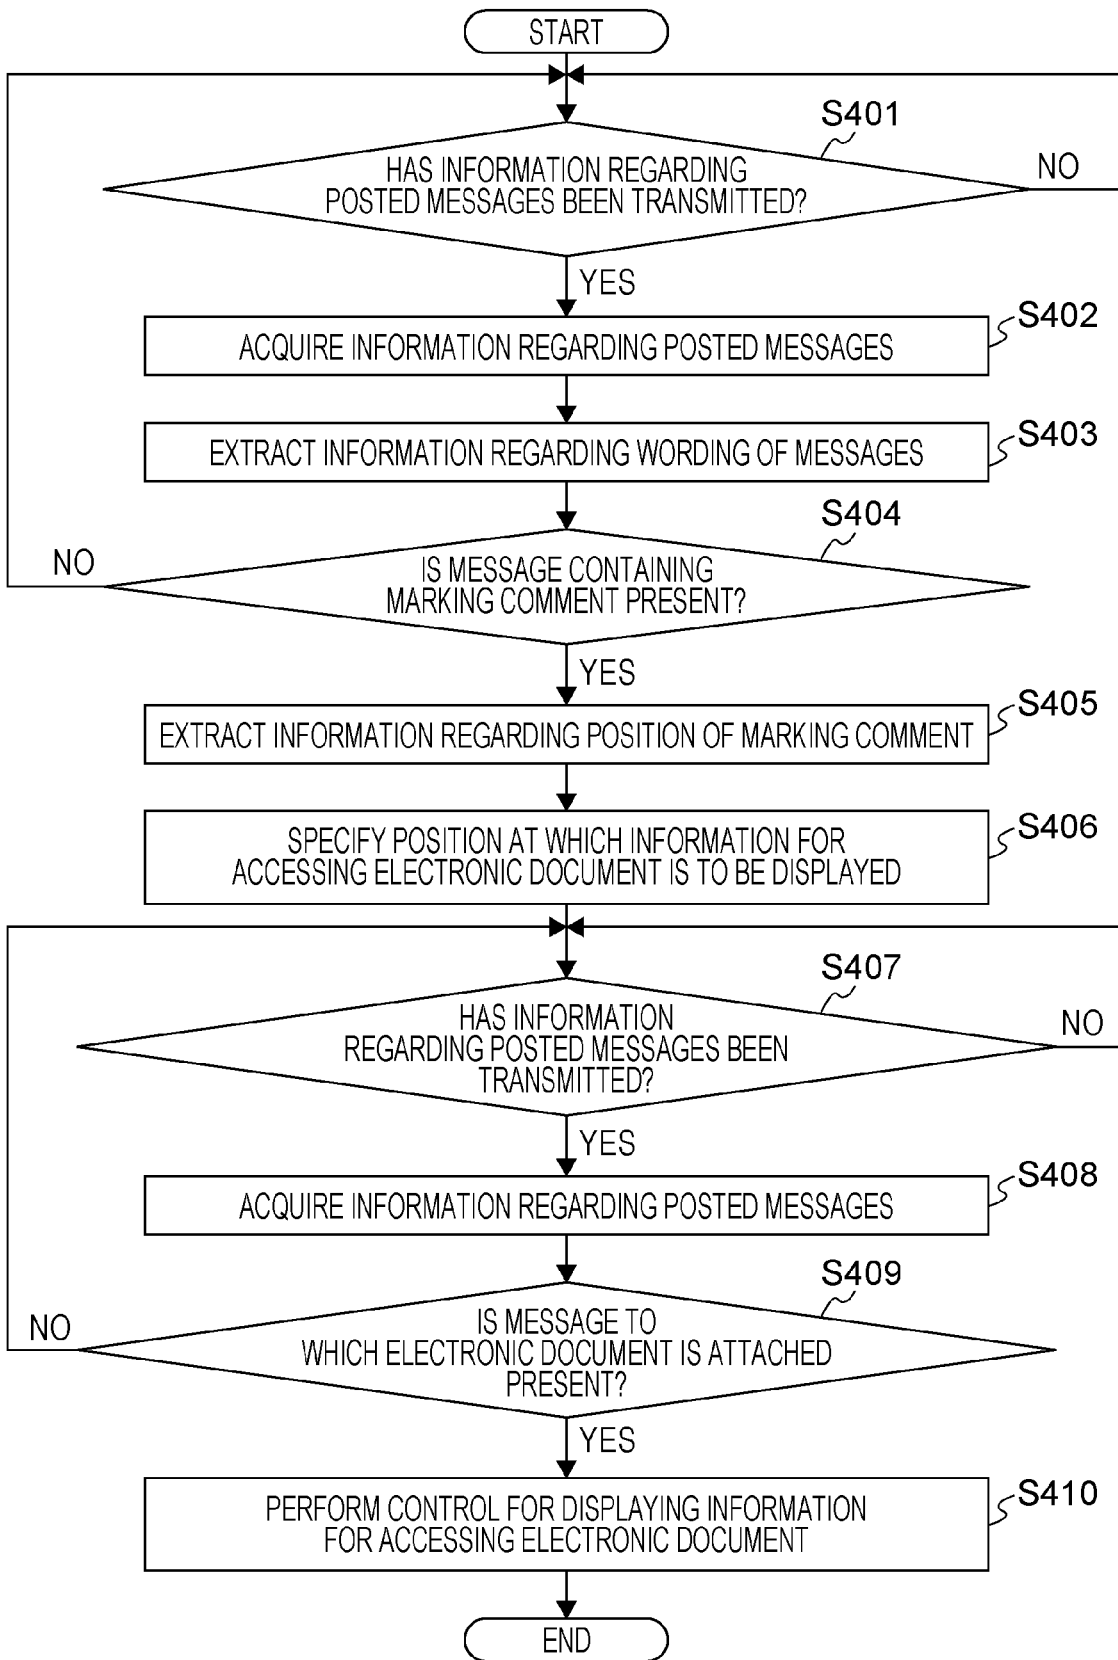 START
S401
HAS INFORMATION REGARDING
POSTED MESSAGES BEEN TRANSMITTED?
NO
YES
S402
ACQUIRE INFORMATION REGARDING POSTED MESSAGES
S403
EXTRACT INFORMATION REGARDING WORDING OF MESSAGES
S404
NO
IS MESSAGE CONTAINING
MARKING COMMENT PRESENT?
YES
S405
EXTRACT INFORMATION REGARDING POSITION OF MARKING COMMENT
S406
SPECIFY POSITION AT WHICH INFORMATION FOR
ACCESSING ELECTRONIC DOCUMENT IS TO BE DISPLAYED
S407
HAS INFORMATION
REGARDING POSTED MESSAGES BEEN
TRANSMITTED?
NO
YES
S408
ACQUIRE INFORMATION REGARDING POSTED MESSAGES
S409
NO
IS MESSAGE TO
WHICH ELECTRONIC DOCUMENT IS ATTACHED
PRESENT?
YES
S410
PERFORM CONTROL FOR DISPLAYING INFORMATION
FOR ACCESSING ELECTRONIC DOCUMENT
END